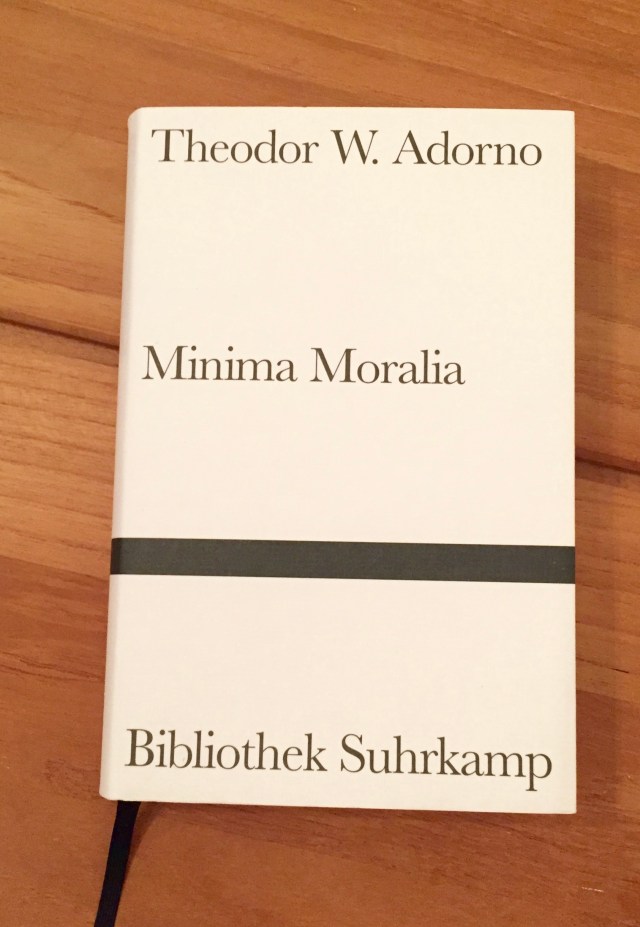 Theodor W. Adorno
Minima Moralia
Bibliothek Suhrkamp